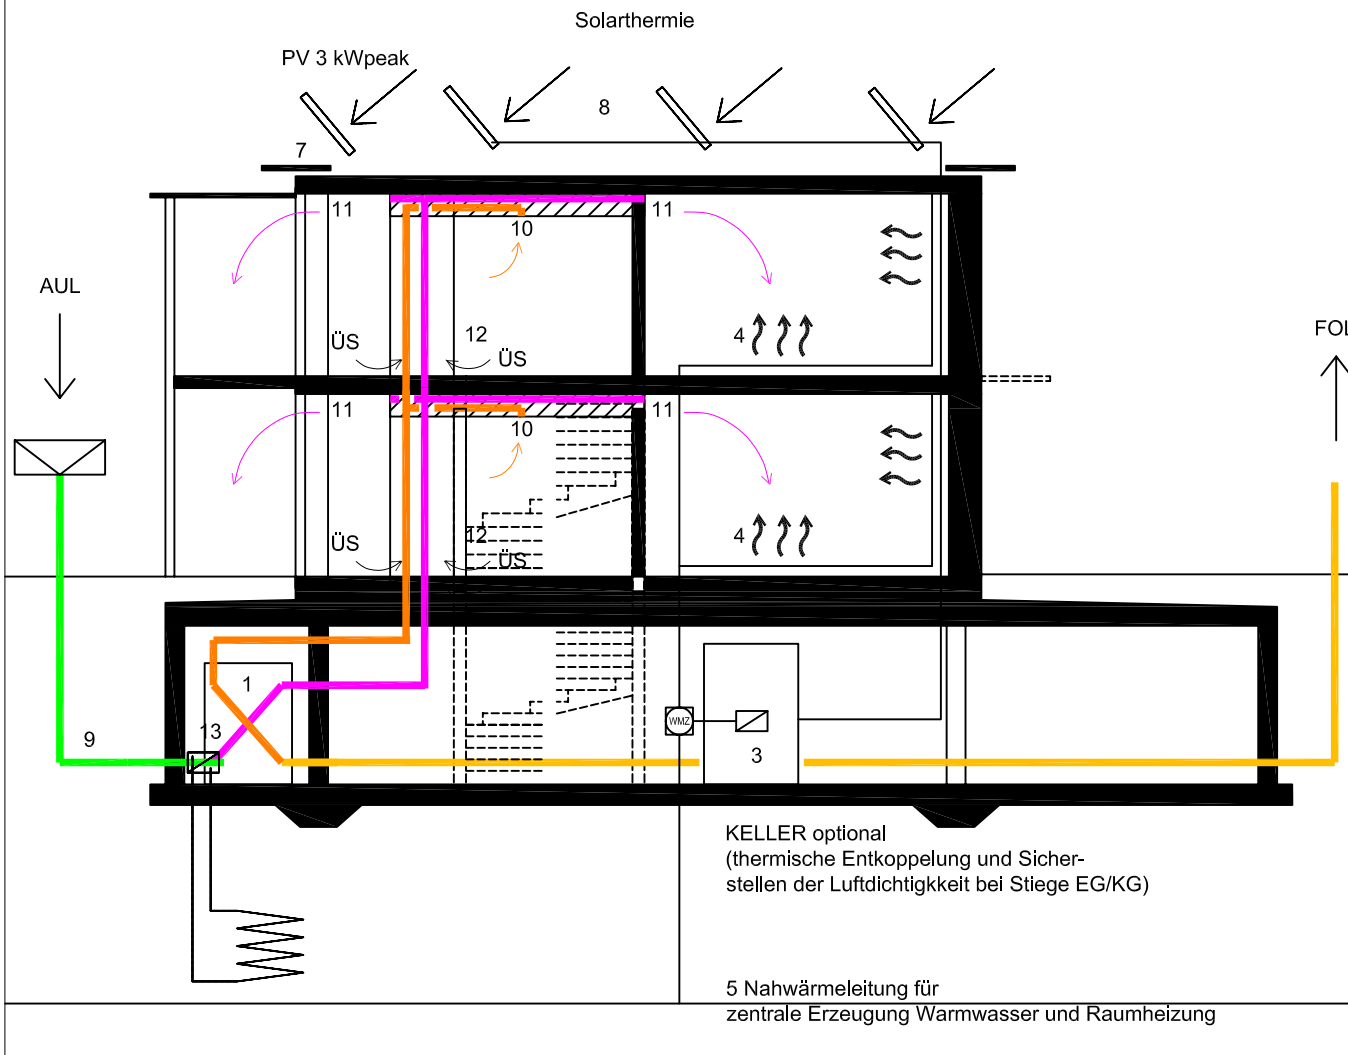 Solarthermie
PV 3 kWpeak
8
7
11
11
10
AUL
FOL
ÜS
12
ÜS
4
11
11
10
ÜS
12
ÜS
4
1
13
9
WMZ
3
KELLER optional
(thermische Entkoppelung und Sicher-
stellen der Luftdichtigkkeit bei Stiege EG/KG)
5 Nahwärmeleitung für
zentrale Erzeugung Warmwasser und Raumheizung